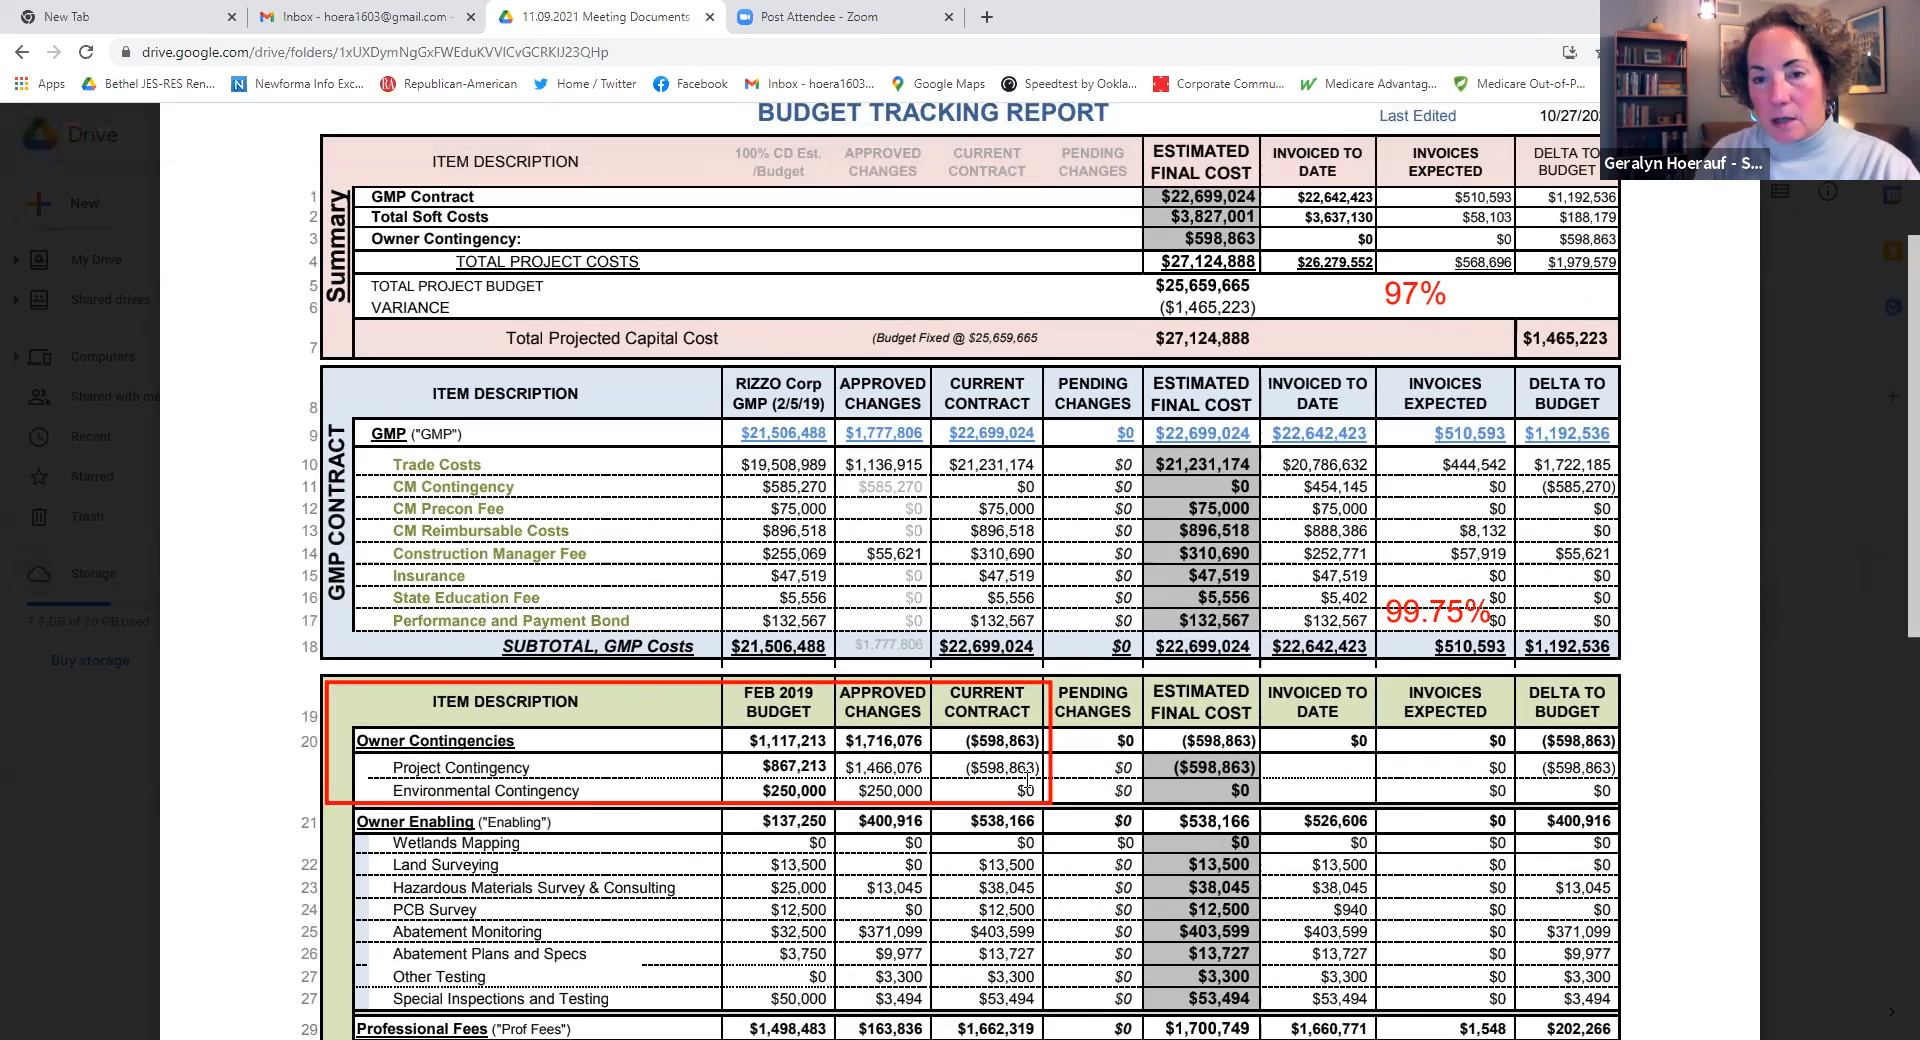 New Tab
Inbox - hoera1603@gmail.com -
11.09.2021 Meeting Documents
Post Attendee - Zoom
drive.google.com/drive/folders/1xUXDymNgGxFWEduKVVlCvGCRKlJ23QHp
Apps Bethel JES-RES Ren... Newforma Info Exc... Republican-American Home / Twitter Facebook Inbox - hoera1603... Google Maps Speedtest by Ookla... Corporate Commu... Medicare Advantag... Medicare Out-of-P...
Geralyn Hoerauf - S...
Drive
New
My Drive
Shared drives
Computers
Shared with me
Recent
Starred
Trash
Storage
Buy storage
BUDGET TRACKING REPORT Last Edited 10/27/20
Summary
ITEM DESCRIPTION 100% CD Est. /Budget APPROVED CHANGES CURRENT CONTRACT PENDING CHANGES ESTIMATED FINAL COST INVOICED TO DATE INVOICES EXPECTED DELTA TO BUDGET
1 GMP Contract $22,699,024 $22,642,423 $510,593 $1,192,536
2 Total Soft Costs $3,827,001 $3,637,130 $58,103 $188,179
3 Owner Contingency: $598,863 $0 $0 $598,863
4 TOTAL PROJECT COSTS $27,124,888 $26,279,552 $568,696 $1,979,579
5 TOTAL PROJECT BUDGET $25,659,665 97%
6 VARIANCE ($1,465,223)
7 Total Projected Capital Cost (Budget Fixed @ $25,659,665 $27,124,888 $1,465,223
GMP CONTRACT
8 ITEM DESCRIPTION RIZZO Corp GMP (2/5/19) APPROVED CHANGES CURRENT CONTRACT PENDING CHANGES ESTIMATED FINAL COST INVOICED TO DATE INVOICES EXPECTED DELTA TO BUDGET
9 GMP ("GMP") $21,506,488 $1,777,806 $22,699,024 $0 $22,699,024 $22,642,423 $510,593 $1,192,536
10 Trade Costs $19,508,989 $1,136,915 $21,231,174 $0 $21,231,174 $20,786,632 $444,542 $1,722,185
11 CM Contingency $585,270 $585,270 $0 $0 $0 $454,145 $0 ($585,270)
12 CM Precon Fee $75,000 $0 $75,000 $0 $75,000 $75,000 $0 $0
13 CM Reimbursable Costs $896,518 $0 $896,518 $0 $896,518 $888,386 $8,132 $0
14 Construction Manager Fee $255,069 $55,621 $310,690 $0 $310,690 $252,771 $57,919 $55,621
15 Insurance $47,519 $0 $47,519 $0 $47,519 $47,519 $0 $0
16 State Education Fee $5,556 $0 $5,556 $0 $5,556 $5,402 $0 $0
99.75%
17 Performance and Payment Bond $132,567 $0 $132,567 $0 $132,567 $132,567 $0 $0
18 SUBTOTAL, GMP Costs $21,506,488 $1,777,806 $22,699,024 $0 $22,699,024 $22,642,423 $510,593 $1,192,536
19 ITEM DESCRIPTION FEB 2019 BUDGET APPROVED CHANGES CURRENT CONTRACT PENDING CHANGES ESTIMATED FINAL COST INVOICED TO DATE INVOICES EXPECTED DELTA TO BUDGET
20 Owner Contingencies $1,117,213 $1,716,076 ($598,863) $0 ($598,863) $0 $0 ($598,863)
Project Contingency $867,213 $1,466,076 ($598,863) $0 ($598,863) $0 ($598,863)
Environmental Contingency $250,000 $250,000 $0 $0 $0 $0 $0
21 Owner Enabling ("Enabling") $137,250 $400,916 $538,166 $0 $538,166 $526,606 $0 $400,916
Wetlands Mapping $0 $0 $0 $0 $0 $0 $0 $0
22 Land Surveying $13,500 $0 $13,500 $0 $13,500 $13,500 $0 $0
23 Hazardous Materials Survey & Consulting $25,000 $13,045 $38,045 $0 $38,045 $38,045 $0 $13,045
24 PCB Survey $12,500 $0 $12,500 $0 $12,500 $940 $0 $0
25 Abatement Monitoring $32,500 $371,099 $403,599 $0 $403,599 $403,599 $0 $371,099
26 Abatement Plans and Specs $3,750 $9,977 $13,727 $0 $13,727 $13,727 $0 $9,977
27 Other Testing $0 $3,300 $3,300 $0 $3,300 $3,300 $0 $3,300
27 Special Inspections and Testing $50,000 $3,494 $53,494 $0 $53,494 $53,494 $0 $3,494
29 Professional Fees ("Prof Fees") $1,498,483 $163,836 $1,662,319 $0 $1,700,749 $1,660,771 $1,548 $202,266